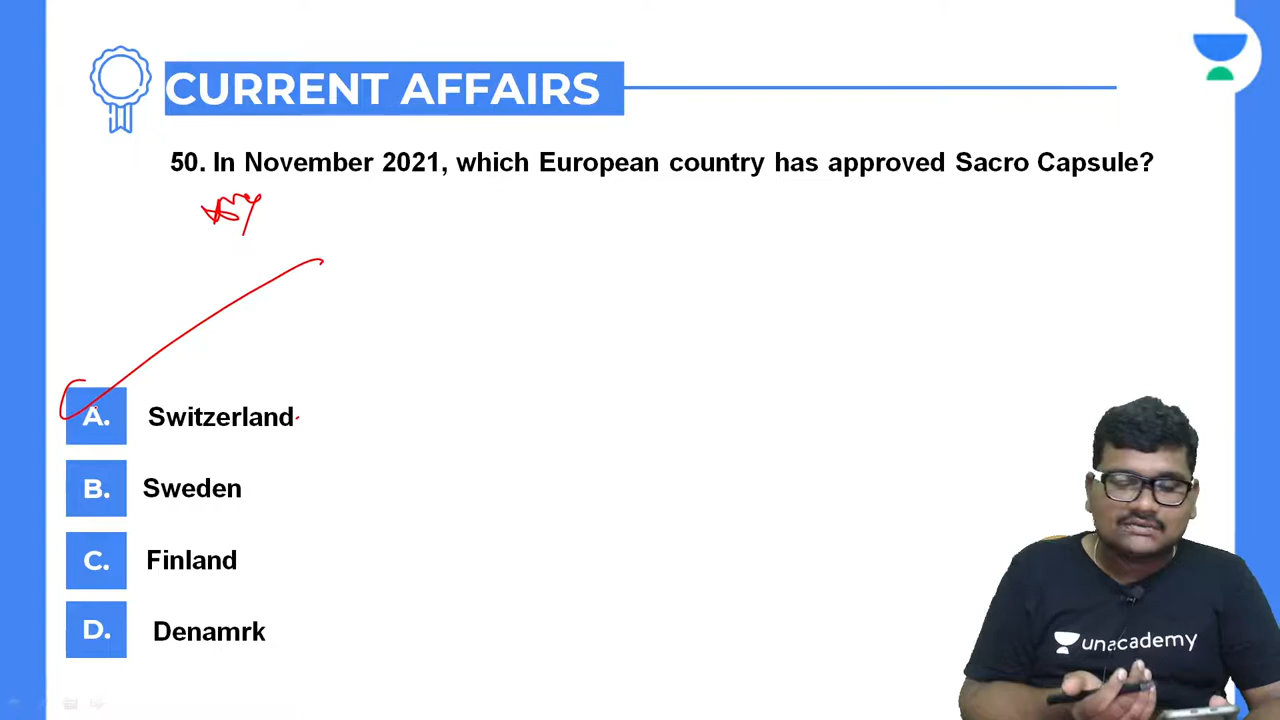 CURRENT AFFAIRS
50. In November 2021, which European country has approved Sacro Capsule?
A. Switzerland
B. Sweden
C. Finland
D. Denamrk
unacademy